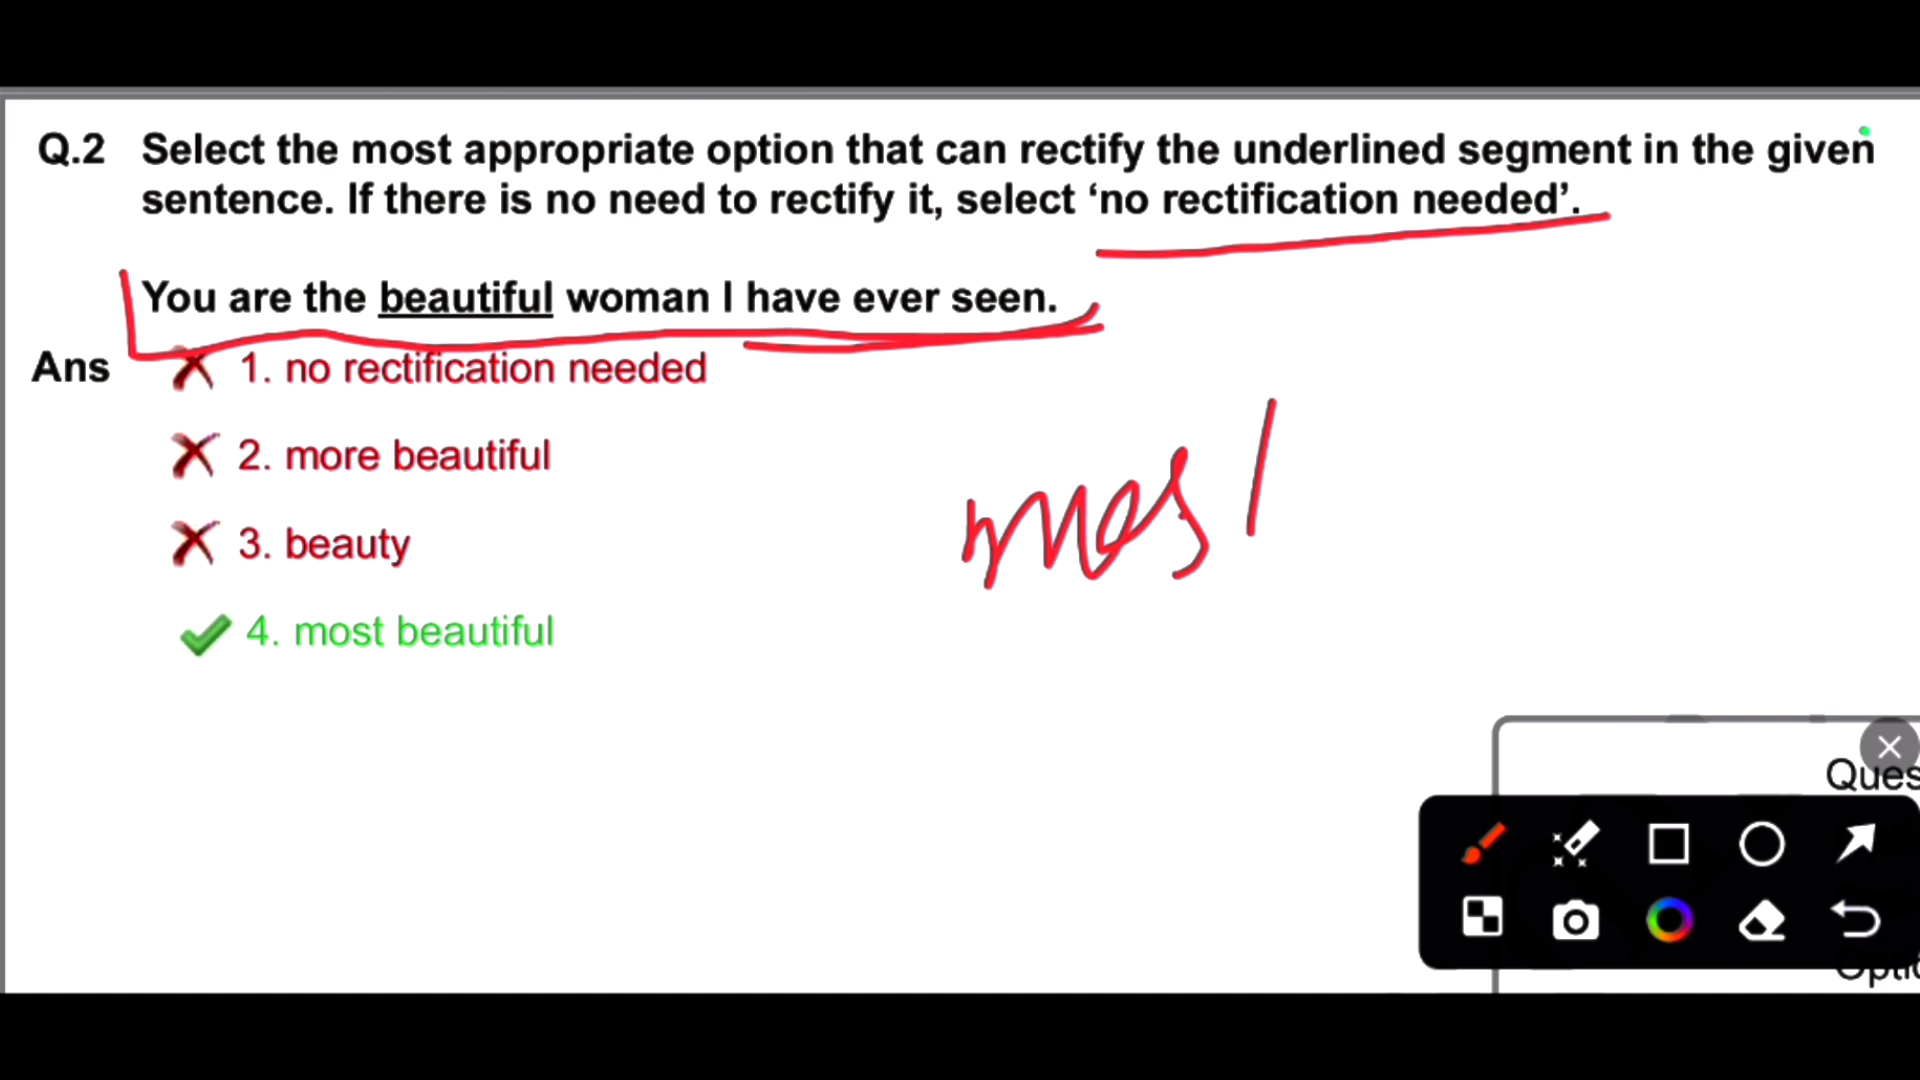 Q.2 Select the most appropriate option that can rectify the underlined segment in the given
sentence. If there is no need to rectify it, select ‘no rectification needed’.
You are the beautiful woman I have ever seen.
Ans 1. no rectification needed
2. more beautiful
3. beauty
4. most beautiful
most
Ques
Optio